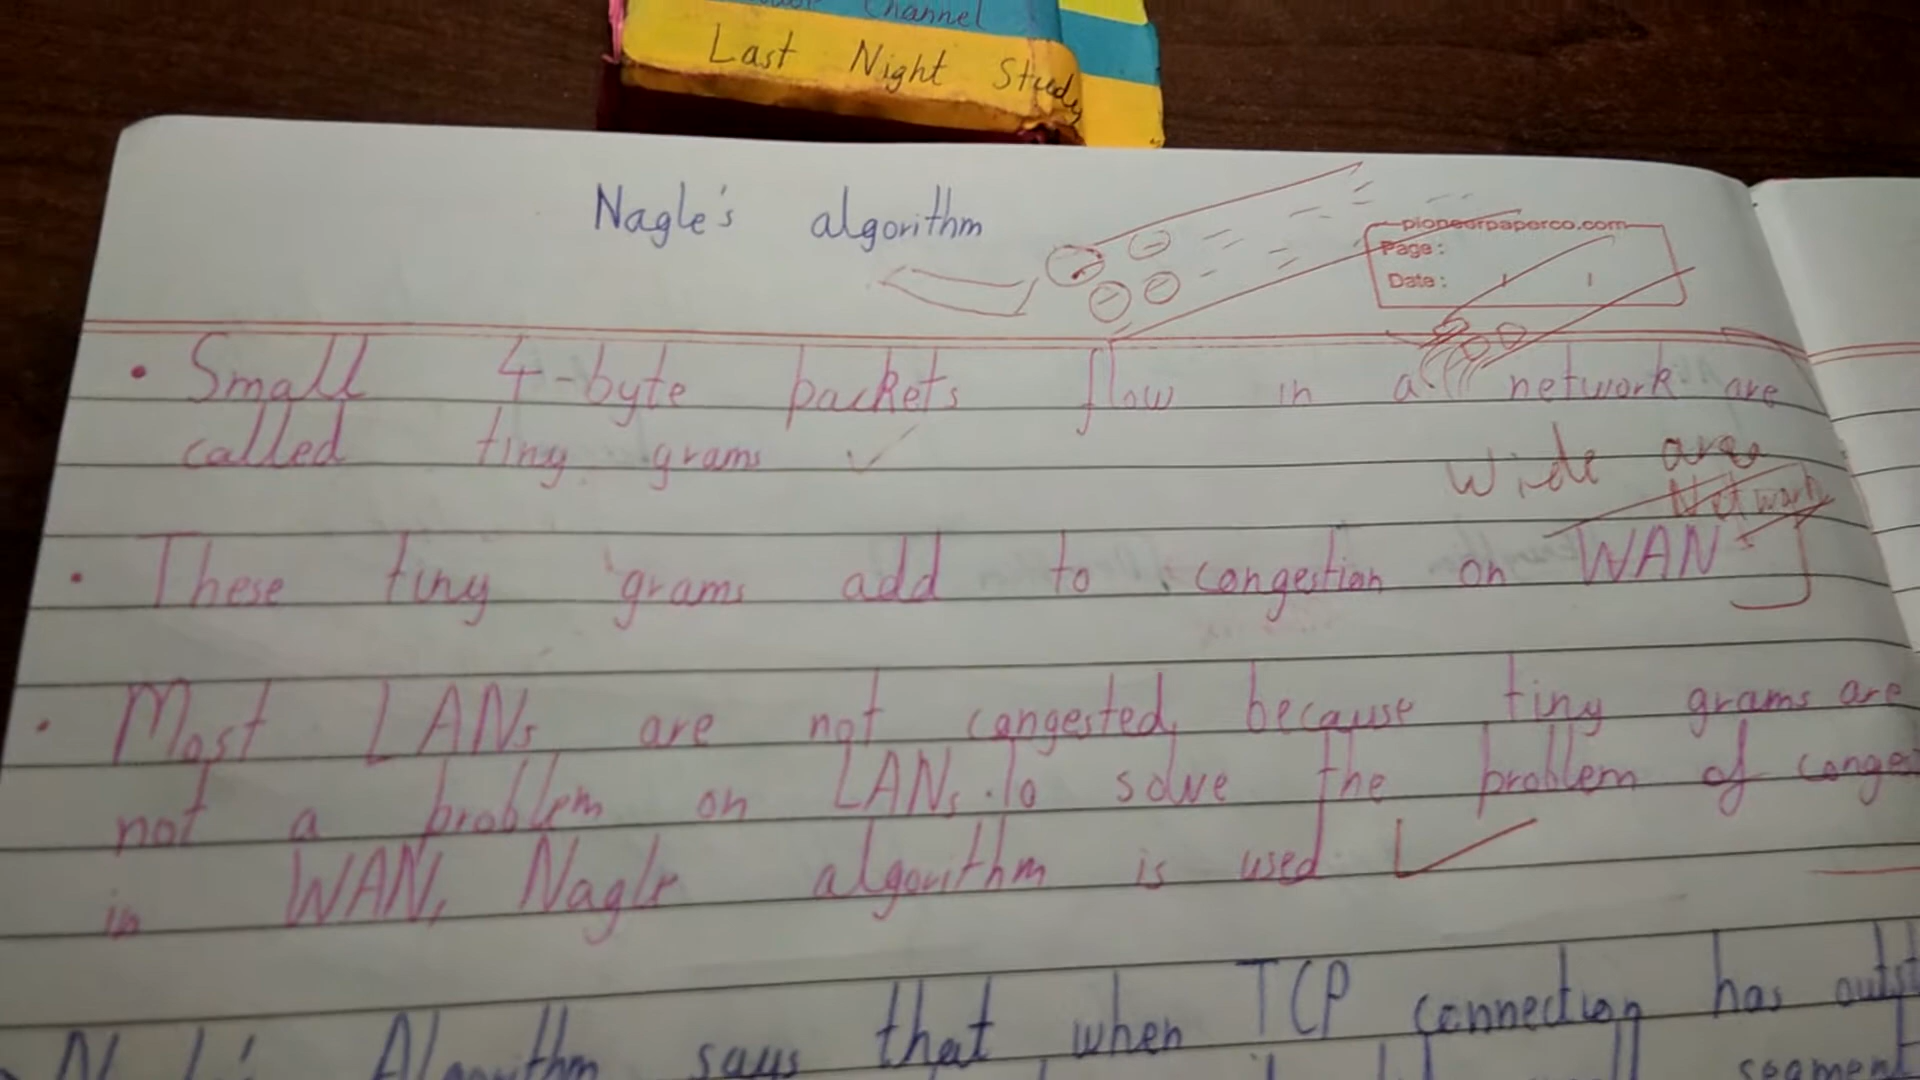 Channel
Last Night Study
Nagle's algorithm
pioneerpaperco.com
Page:
Date:
• Small 4-byte packets flow in a network are
called tiny grams
Wide area
Network
• These tiny grams add to congestion on WAN
• Most LANs are not congested because tiny grams are
not a problem on LANs. To solve the problem of conge
in WAN, Nagle algorithm is used
Algorithm says that when TCP connection has outst
segment